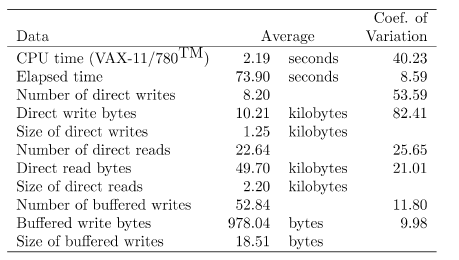 Coef. of
Data Average Variation
CPU time (VAX-11/780TM) 2.19 seconds 40.23
Elapsed time 73.90 seconds 8.59
Number of direct writes 8.20 53.59
Direct write bytes 10.21 kilobytes 82.41
Size of direct writes 1.25 kilobytes
Number of direct reads 22.64 25.65
Direct read bytes 49.70 kilobytes 21.01
Size of direct reads 2.20 kilobytes
Number of buffered writes 52.84 11.80
Buffered write bytes 978.04 bytes 9.98
Size of buffered writes 18.51 bytes